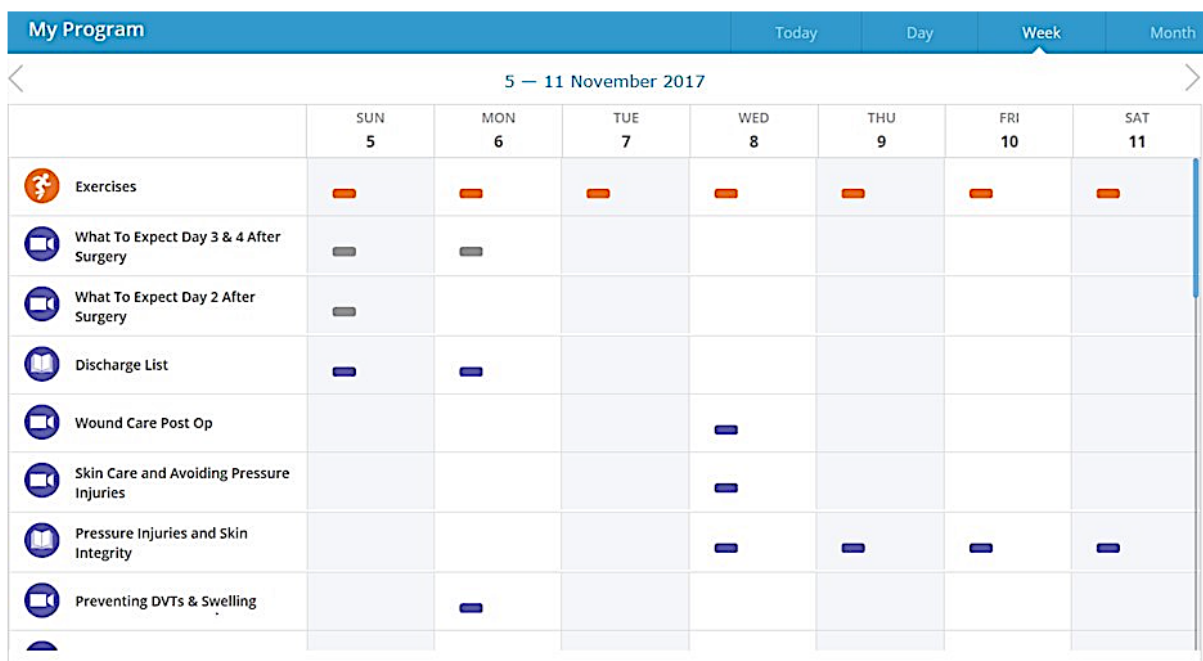 My Program
Today
Day
Week
Month
5 — 11 November 2017
SUN
5
MON
6
TUE
7
WED
8
THU
9
FRI
10
SAT
11
Exercises
What To Expect Day 3 & 4 After
Surgery
What To Expect Day 2 After
Surgery
Discharge List
Wound Care Post Op
Skin Care and Avoiding Pressure
Injuries
Pressure Injuries and Skin
Integrity
Preventing DVTs & Swelling